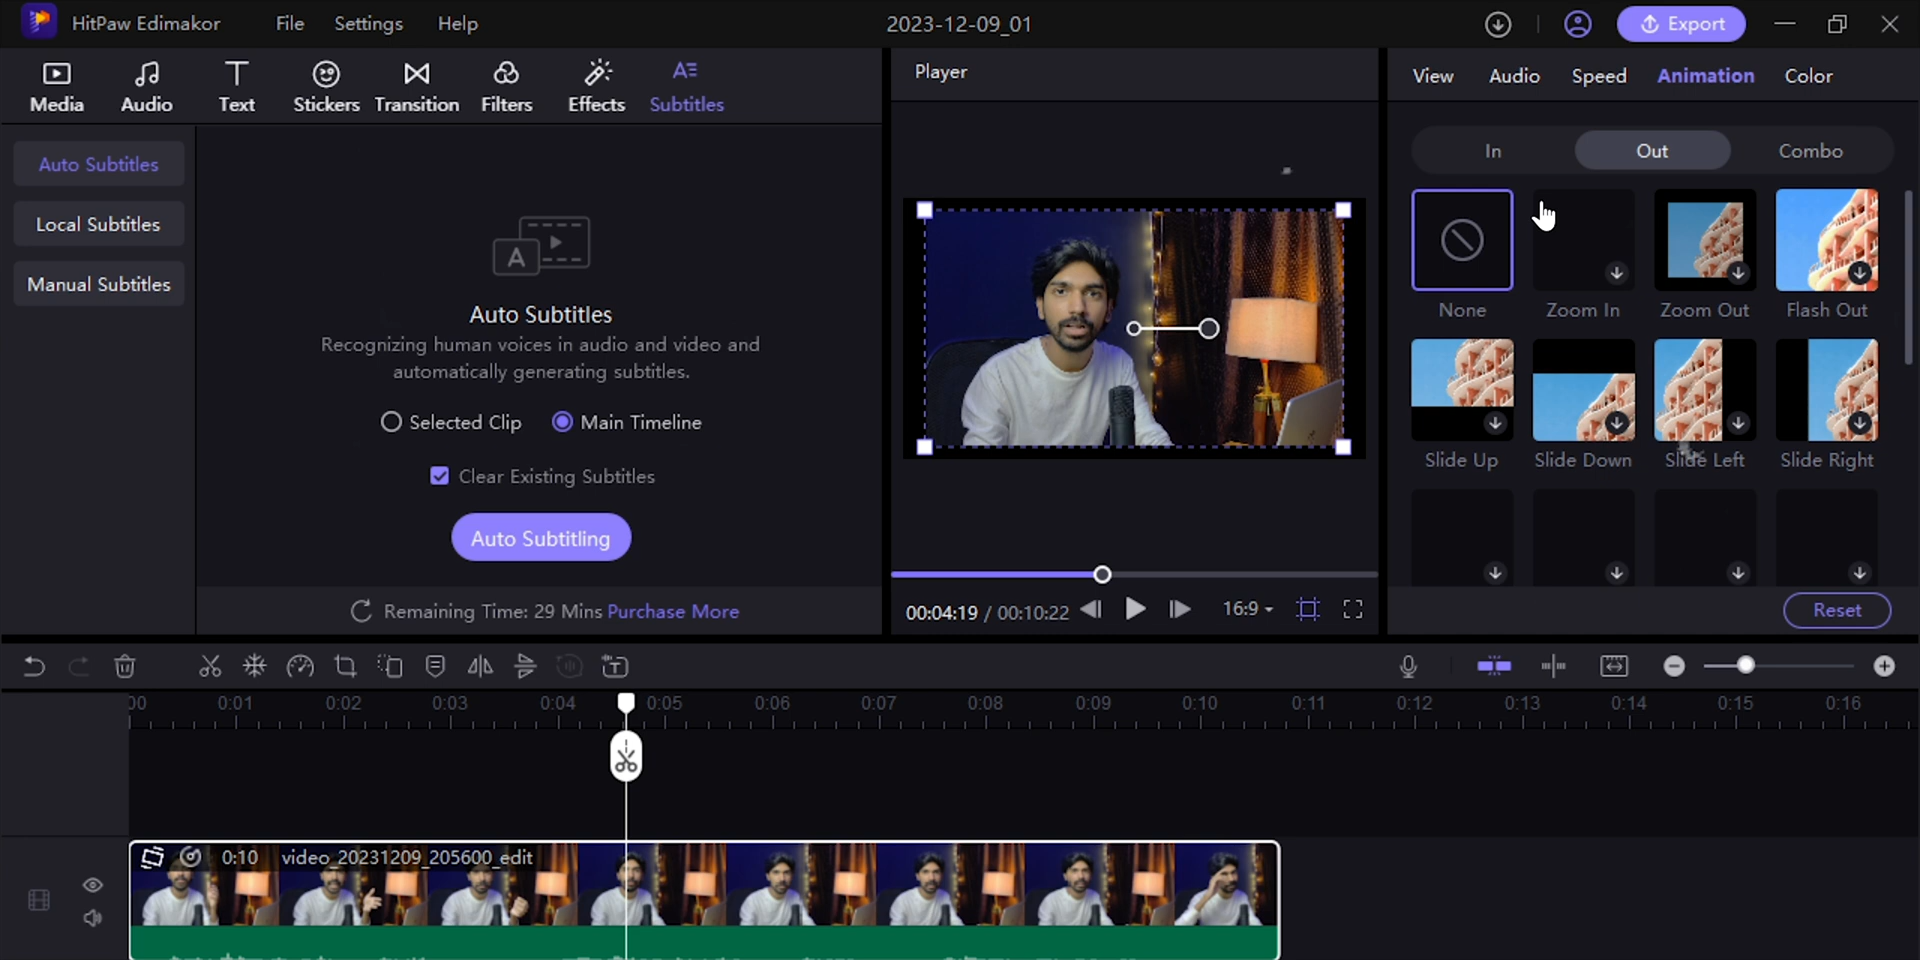 HitPaw Edimakor File Settings Help 2023-12-09_01 Export
Media Audio Text Stickers Transition Filters Effects Subtitles
Player
View Audio Speed Animation Color
Auto Subtitles
Local Subtitles
Manual Subtitles
A
Auto Subtitles
Recognizing human voices in audio and video and
automatically generating subtitles.
Selected Clip Main Timeline
Clear Existing Subtitles
Auto Subtitling
Remaining Time: 29 Mins Purchase More
00:04:19 / 00:10:22 16:9
In Out Combo
None Zoom In Zoom Out Flash Out
Slide Up Slide Down Slide Left Slide Right
Reset
00 0:01 0:02 0:03 0:04 0:05 0:06 0:07 0:08 0:09 0:10 0:11 0:12 0:13 0:14 0:15 0:16
0:10 video_20231209_205600_edit